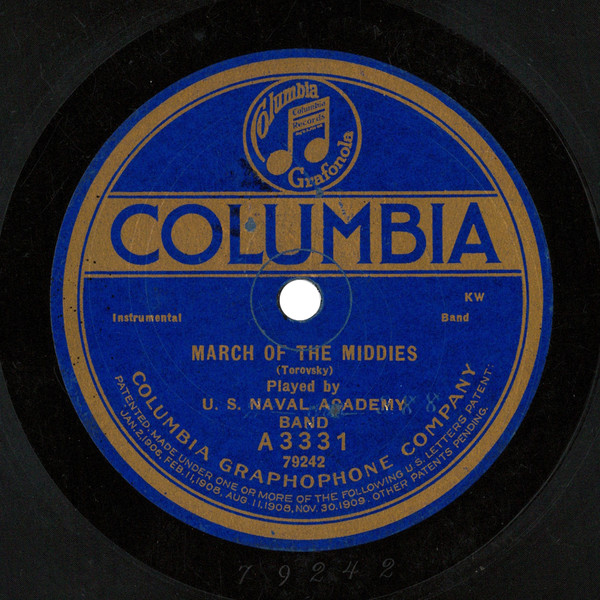 Columbia
Columbia
Records
Grafonola
COLUMBIA
KW
Instrumental Band
MARCH OF THE MIDDIES
(Torovsky)
Played by
U. S. NAVAL ACADEMY
BAND
A3331
79242
COLUMBIA GRAPHOPHONE COMPANY
PATENTED: MADE UNDER ONE OR MORE OF THE FOLLOWING U.S. LETTERS PATENT:
JAN. 2, 1906, FEB. 11, 1908, AUG. 11, 1908, NOV. 30, 1909. OTHER PATENTS PENDING.
79242